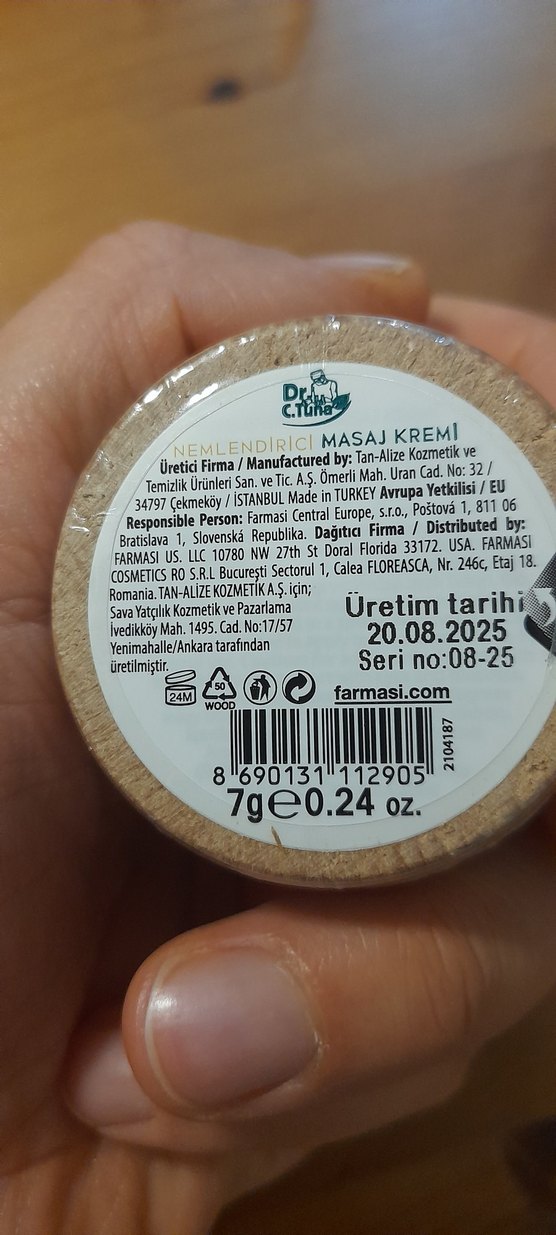 Dr.
C.Tuna
NEMLENDİRİCİ MASAJ KREMİ
Üretici Firma / Manufactured by: Tan-Alize Kozmetik ve
Temizlik Ürünleri San. ve Tic. A.Ş. Ömerli Mah. Uran Cad. No: 32 /
34797 Çekmeköy / İSTANBUL Made in TURKEY Avrupa Yetkilisi / EU
Responsible Person: Farmasi Central Europe, s.r.o., Poštová 1, 811 06
Bratislava 1, Slovenská Republika. Dağıtıcı Firma / Distributed by:
FARMASI US. LLC 10780 NW 27th St Doral Florida 33172. USA. FARMASI
COSMETICS RO S.R.L Bucureşti Sectorul 1, Calea FLOREASCA, Nr. 246c, Etaj 18.
Romania. TAN-ALİZE KOZMETİK A.Ş. için;
Sava Yatçılık Kozmetik ve Pazarlama
İvedikköy Mah. 1495. Cad. No:17/57
Yenimahalle/Ankara tarafından
üretilmiştir.
Üretim tarihi
20.08.2025
Seri no:08-25
24M
50
WOOD
farmasi.com
2104187
8 690131 112905
7g e 0.24 oz.